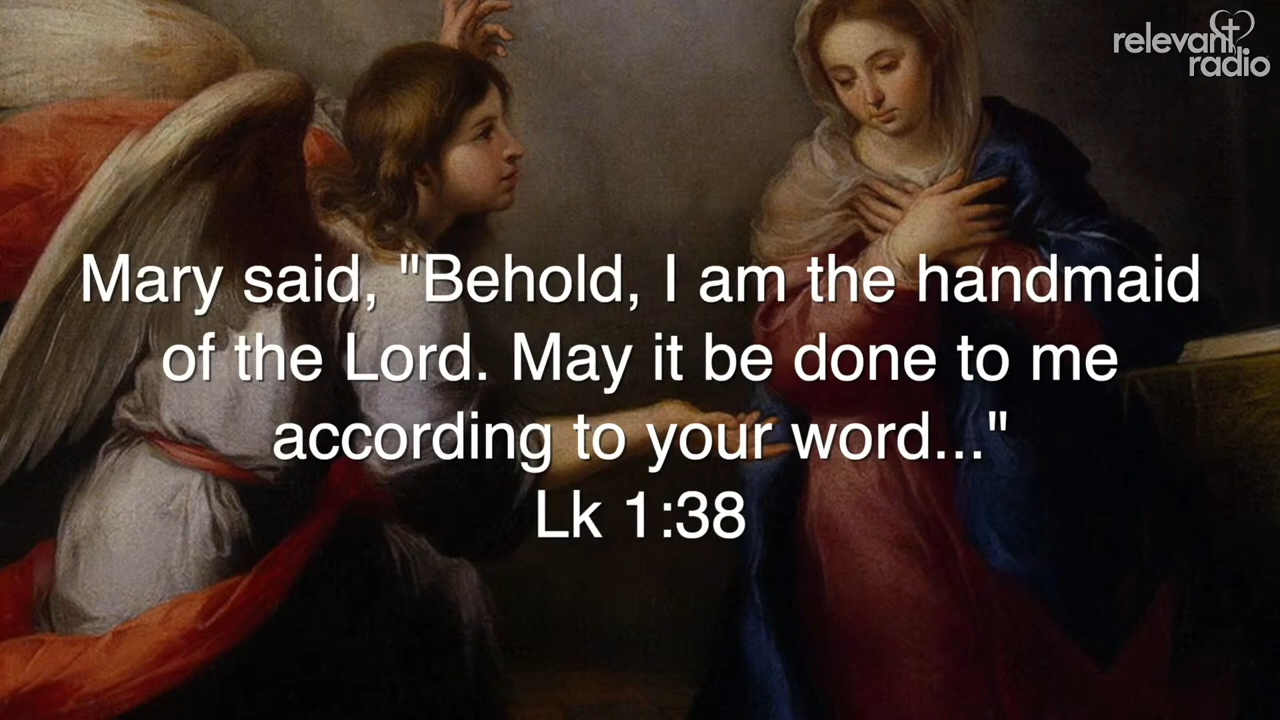 relevant
radio
Mary said, "Behold, I am the handmaid
of the Lord. May it be done to me
according to your word..."
Lk 1:38